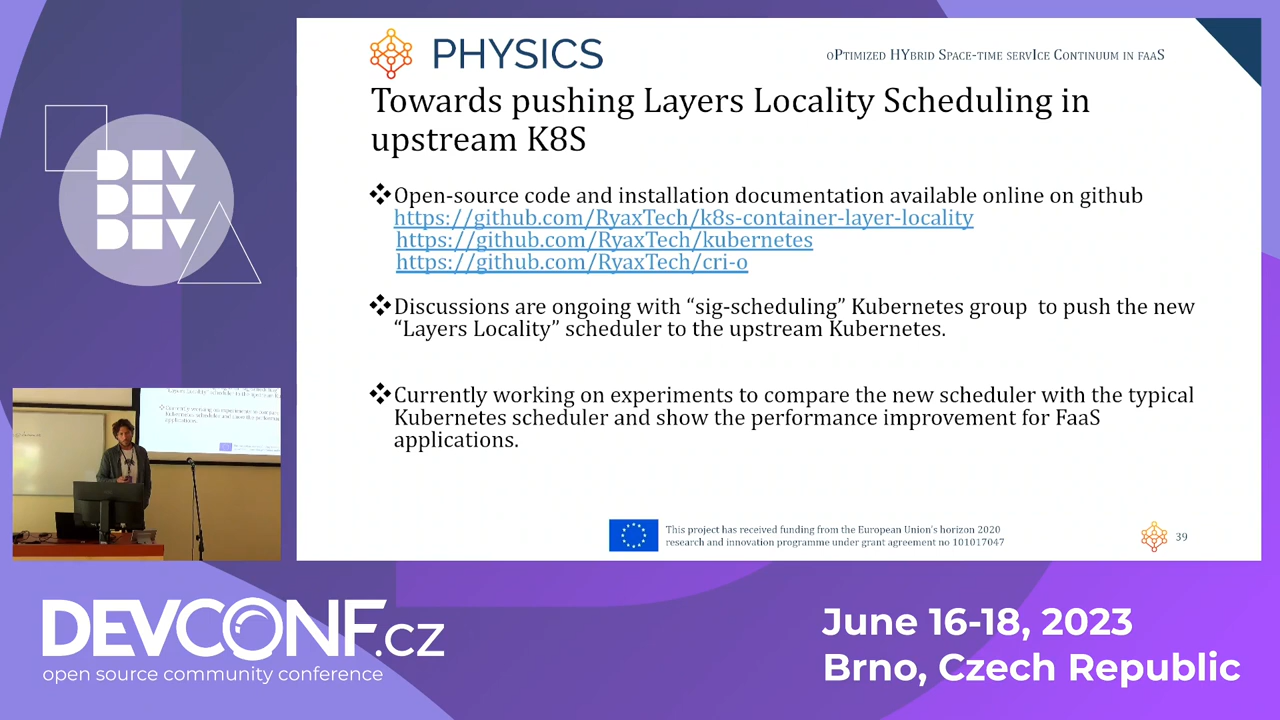 PHYSICS
oPtimized HYbrid Space-time servIce Continuum in faaS
Towards pushing Layers Locality Scheduling in
upstream K8S
Open-source code and installation documentation available online on github
https://github.com/RyaxTech/k8s-container-layer-locality
https://github.com/RyaxTech/kubernetes
https://github.com/RyaxTech/cri-o
Discussions are ongoing with “sig-scheduling” Kubernetes group to push the new
“Layers Locality” scheduler to the upstream Kubernetes.
Currently working on experiments to compare the new scheduler with the typical
Kubernetes scheduler and show the performance improvement for FaaS
applications.
This project has received funding from the European Union's horizon 2020
research and innovation programme under grant agreement no 101017047
39
DEV
DEV
DEV
DEVCONF.cz
open source community conference
June 16-18, 2023
Brno, Czech Republic